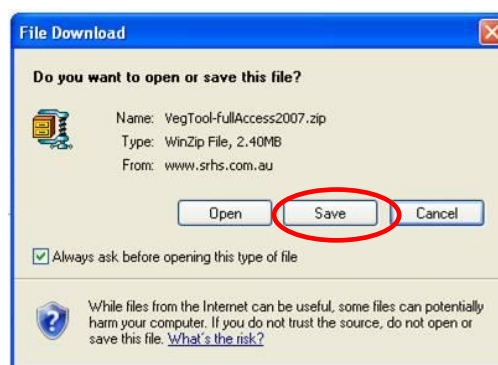 File Download
Do you want to open or save this file?
Name: VegTool-fullAccess2007.zip
Type: WinZip File, 2.40MB
From: www.srhs.com.au
Open Save Cancel
Always ask before opening this type of file
While files from the Internet can be useful, some files can potentially
harm your computer. If you do not trust the source, do not open or
save this file. What's the risk?